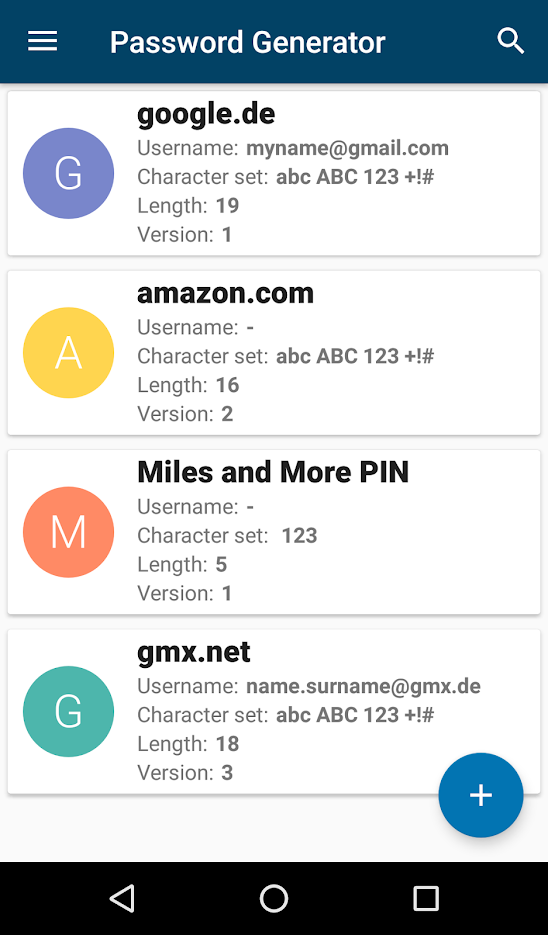 Password Generator
G
google.de
Username: myname@gmail.com
Character set: abc ABC 123 +!#
Length: 19
Version: 1
A
amazon.com
Username: -
Character set: abc ABC 123 +!#
Length: 16
Version: 2
M
Miles and More PIN
Username: -
Character set: 123
Length: 5
Version: 1
G
gmx.net
Username: name.surname@gmx.de
Character set: abc ABC 123 +!#
Length: 18
Version: 3
+